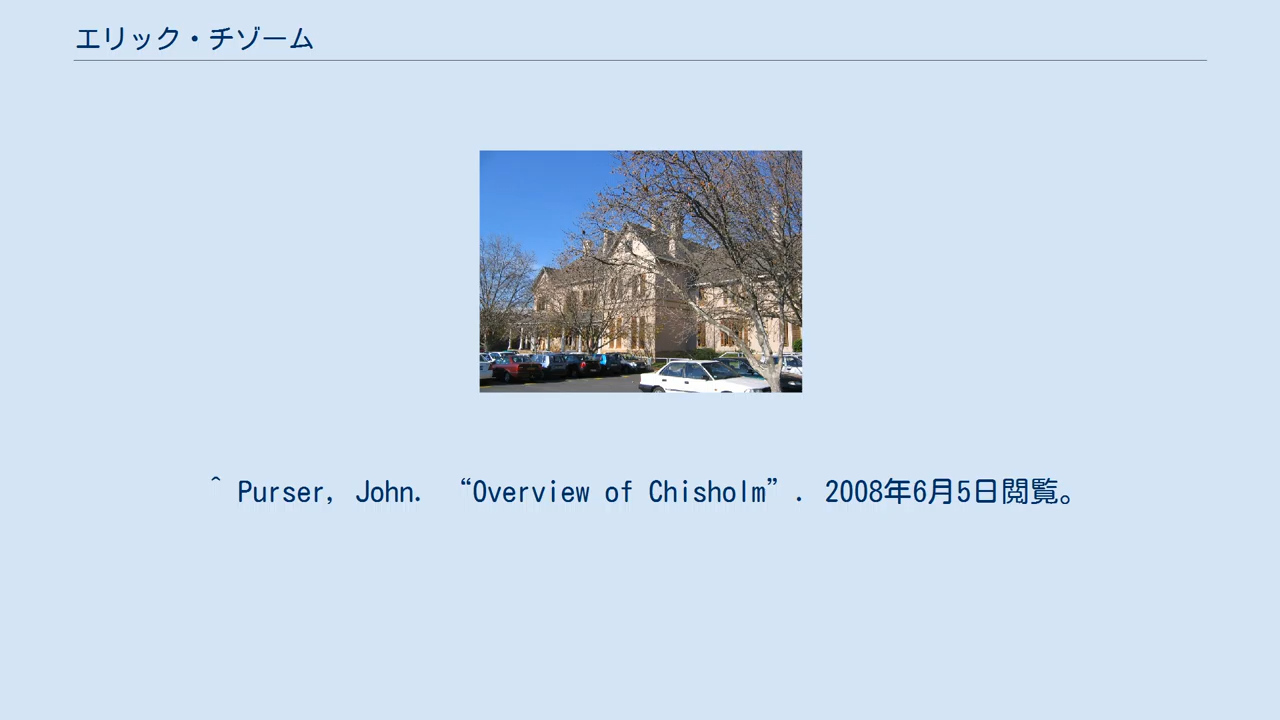 エリック・チゾーム
^ Purser, John. “Overview of Chisholm”. 2008年6月5日閲覧。